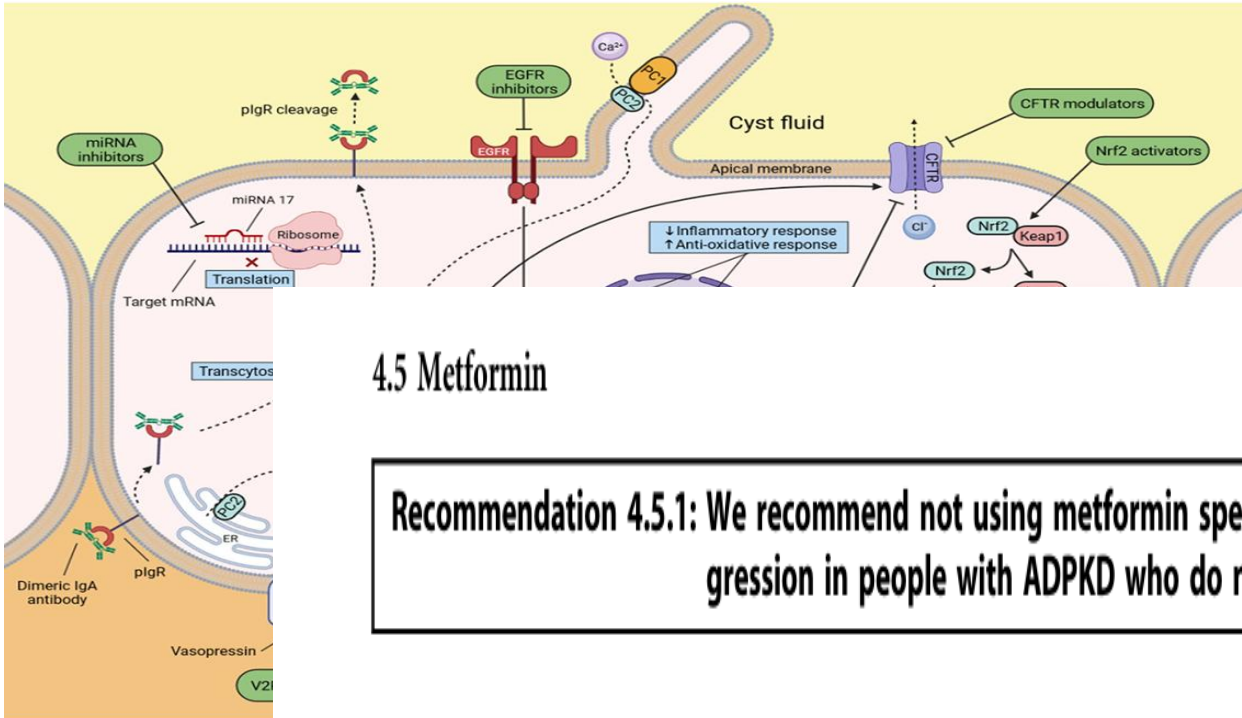 Ca²⁺
PC1
PC2
EGFR
inhibitors
pIgR cleavage
CFTR modulators
Cyst fluid
miRNA
inhibitors
EGFR
CFTR
Nrf2 activators
Apical membrane
miRNA 17
Ribosome
↓Inflammatory response
↑Anti-oxidative response
Cl⁻
Nrf2
Keap1
Nrf2
Translation
Target mRNA
Transcytos
PC2
ER
pIgR
Dimeric IgA
antibody
Vasopressin
V2
4.5 Metformin
Recommendation 4.5.1: We recommend not using metformin spe
gression in people with ADPKD who do